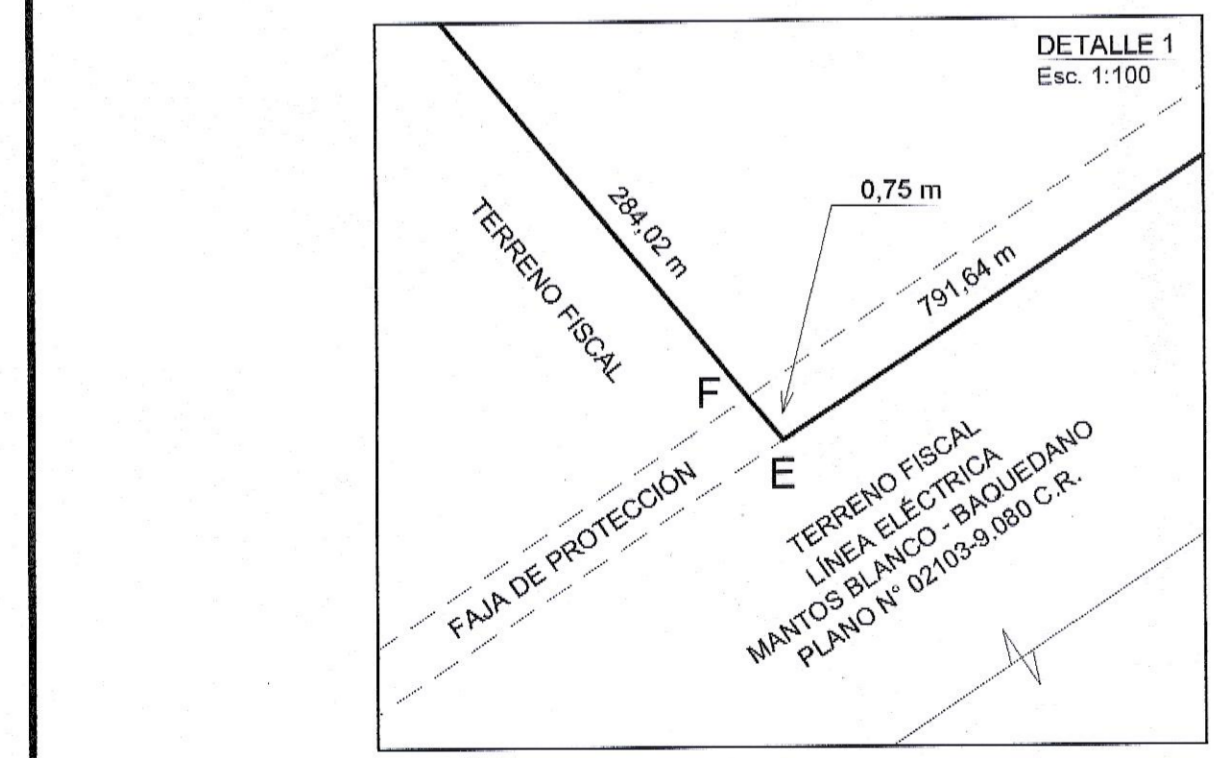 DETALLE 1
Esc. 1:100
0,75 m
284,02 m
TERRENO FISCAL
791,64 m
F
E
FAJA DE PROTECCIÓN
TERRENO FISCAL
LÍNEA ELÉCTRICA
MANTOS BLANCO - BAQUEDANO
PLANO N° 02103-9.080 C.R.